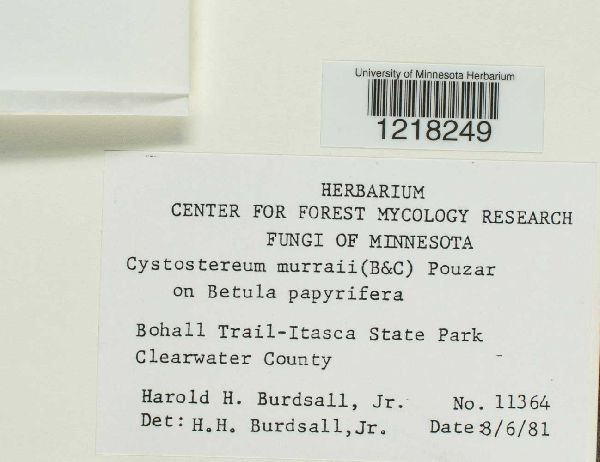 University of Minnesota Herbarium
1218249
HERBARIUM
CENTER FOR FOREST MYCOLOGY RESEARCH
FUNGI OF MINNESOTA
Cystostereum murraii(B&C) Pouzar
on Betula papyrifera
Bohall Trail-Itasca State Park
Clearwater County
Harold H. Burdsall, Jr. No. 11364
Det: H.H. Burdsall,Jr. Date:8/6/81